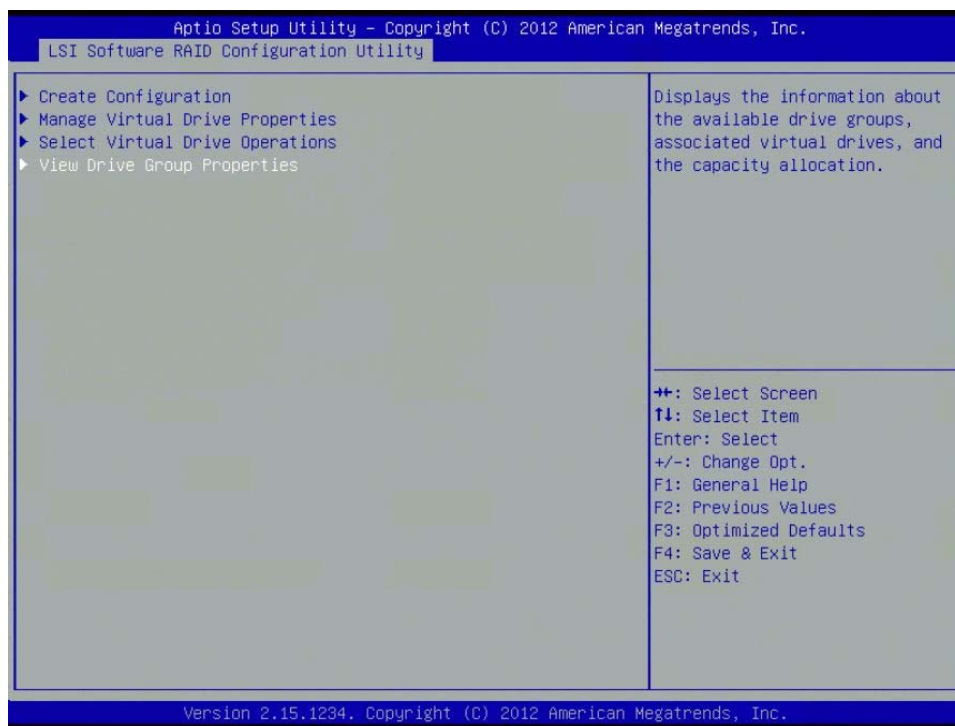 Aptio Setup Utility – Copyright (C) 2012 American Megatrends, Inc.
LSI Software RAID Configuration Utility
▶ Create Configuration
▶ Manage Virtual Drive Properties
▶ Select Virtual Drive Operations
▶ View Drive Group Properties
Displays the information about
the available drive groups,
associated virtual drives, and
the capacity allocation.
→←: Select Screen
↑↓: Select Item
Enter: Select
+/-: Change Opt.
F1: General Help
F2: Previous Values
F3: Optimized Defaults
F4: Save & Exit
ESC: Exit
Version 2.15.1234. Copyright (C) 2012 American Megatrends, Inc.